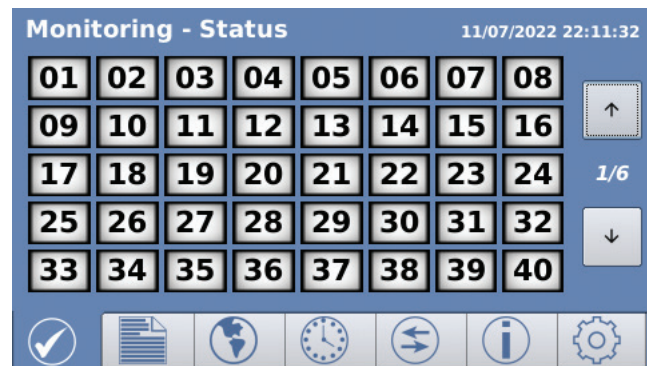 Monitoring - Status 11/07/2022 22:11:32
01 02 03 04 05 06 07 08
↑
09 10 11 12 13 14 15 16
17 18 19 20 21 22 23 24 1/6
25 26 27 28 29 30 31 32
↓
33 34 35 36 37 38 39 40
i